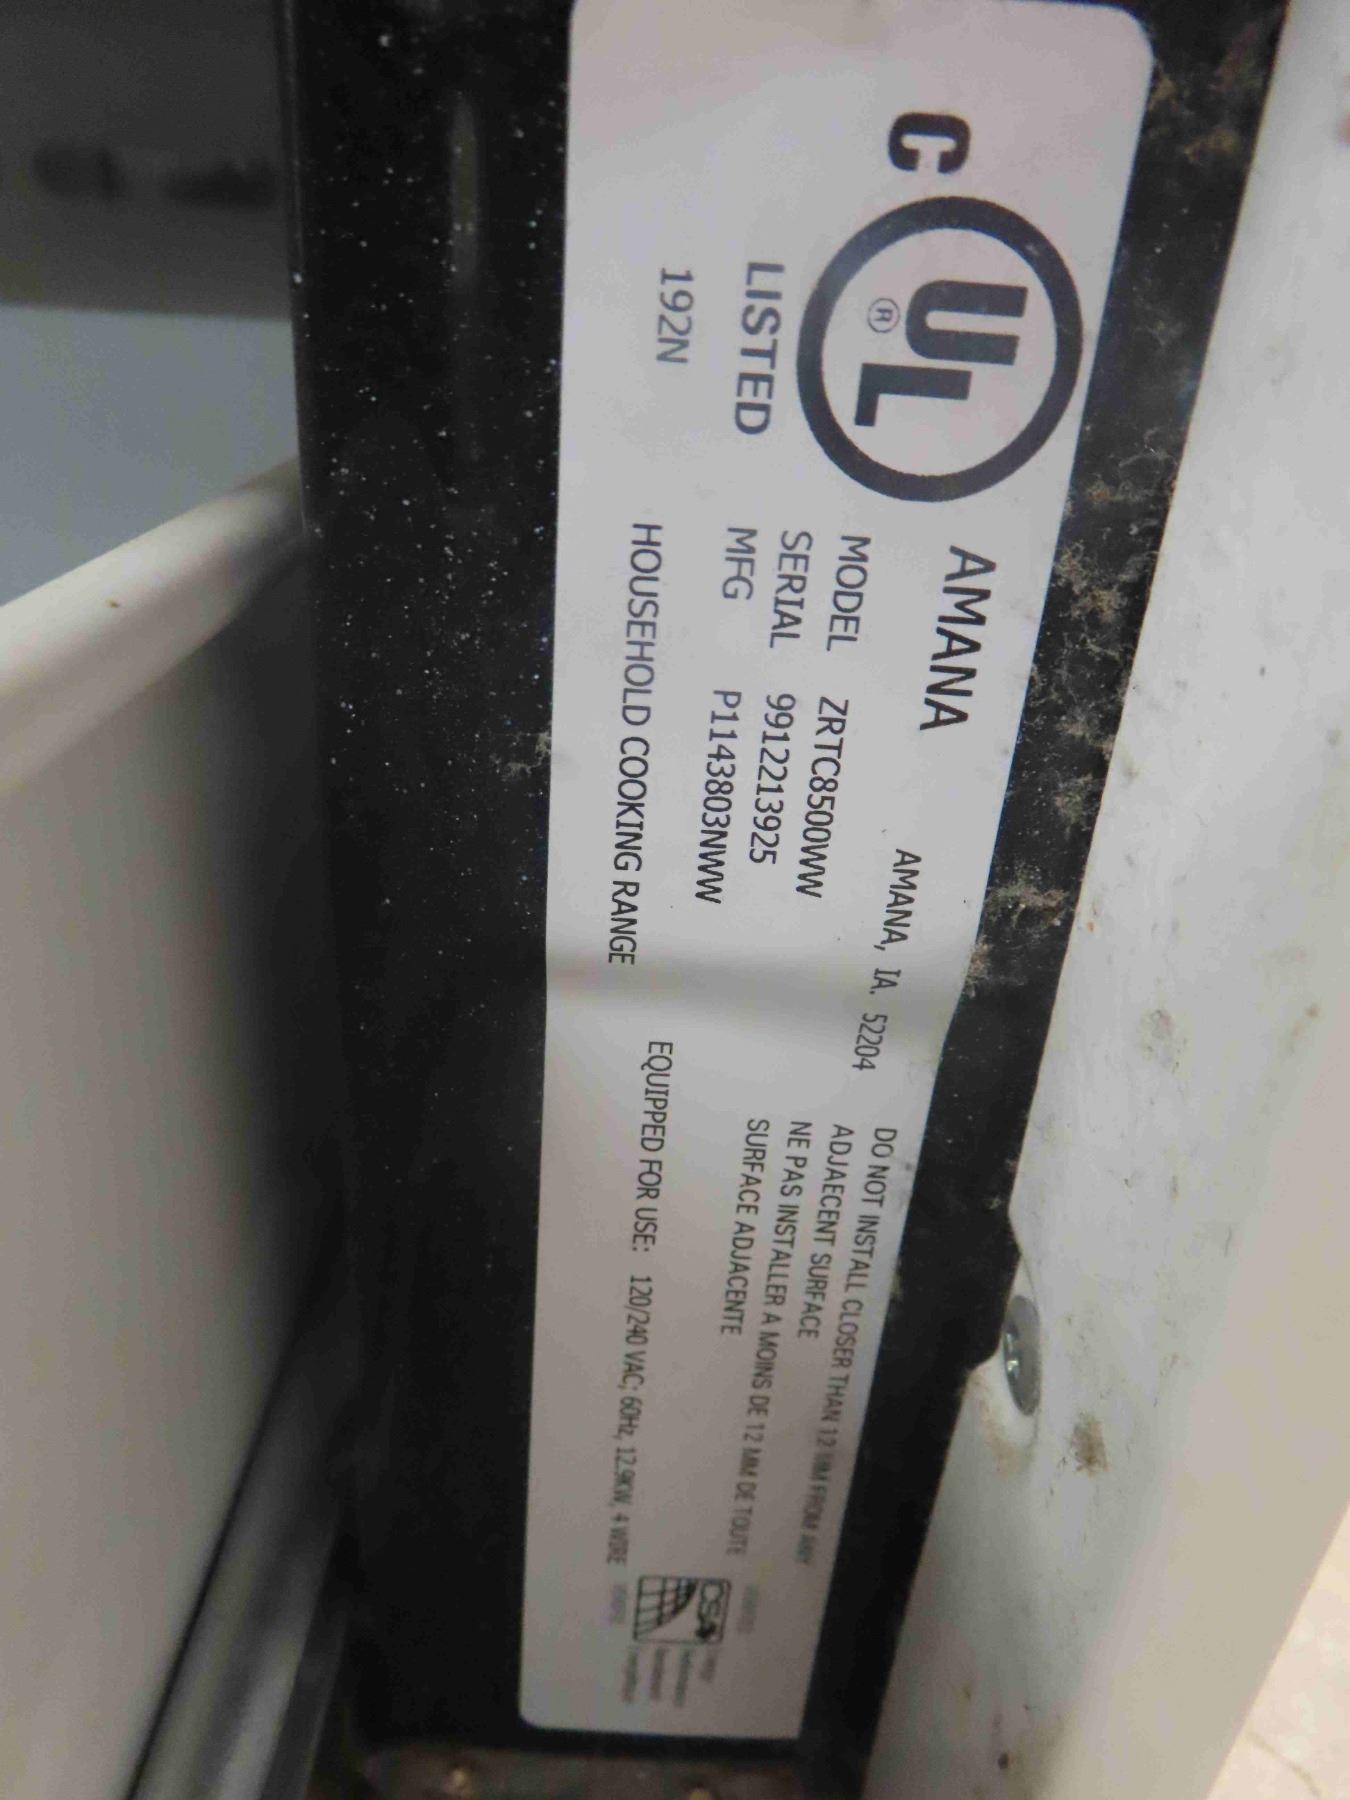 C UL ®
LISTED
192N
AMANA
AMANA, IA. 52204
MODEL ZRTC8500WW
SERIAL 9912213925
MFG P1143803NWW
HOUSEHOLD COOKING RANGE
DO NOT INSTALL CLOSER THAN 12 MM FROM ANY
ADJAECENT SURFACE
NE PAS INSTALLER A MOINS DE 12 MM DE TOUTE
SURFACE ADJACENTE
EQUIPPED FOR USE: 120/240 VAC; 60Hz, 12.9KW, 4 WIRE
CSA